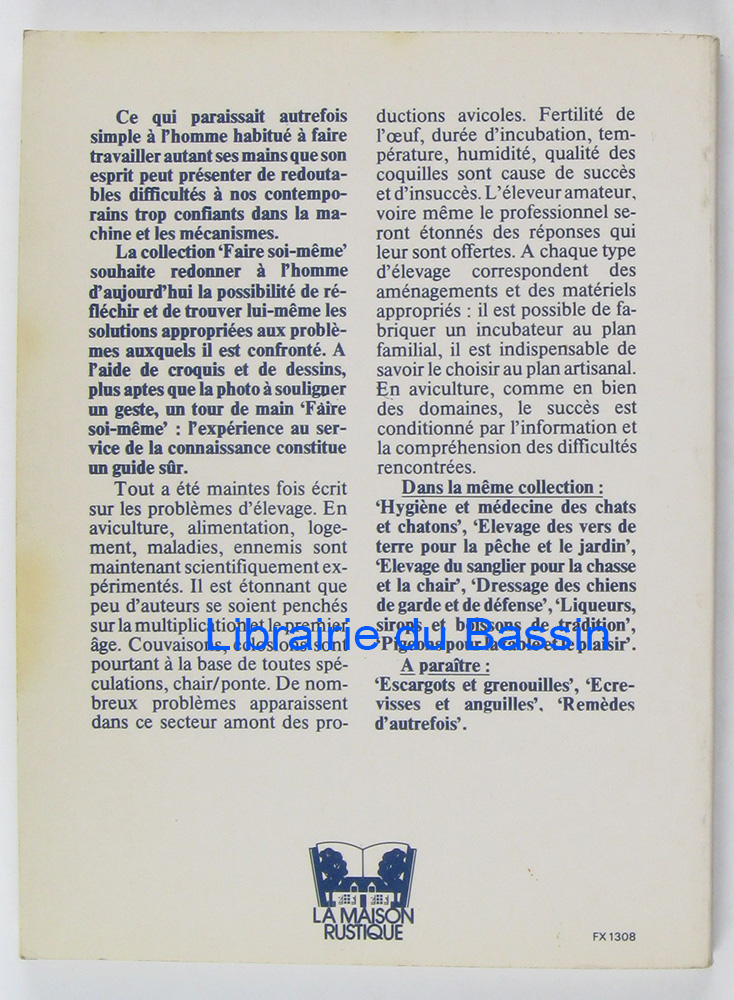 Ce qui paraissait autrefois
simple à l'homme habitué à faire
travailler autant ses mains que son
esprit peut présenter de redouta-
bles difficultés à nos contempo-
rains trop confiants dans la ma-
chine et les mécanismes.
La collection 'Faire soi-même'
souhaite redonner à l'homme
d'aujourd'hui la possibilité de ré-
fléchir et de trouver lui-même les
solutions appropriées aux problè-
mes auxquels il est confronté. A
l'aide de croquis et de dessins,
plus aptes que la photo à souligner
un geste, un tour de main 'Faire
soi-même' : l'expérience au ser-
vice de la connaissance constitue
un guide sûr.
Tout a été maintes fois écrit
sur les problèmes d'élevage. En
aviculture, alimentation, loge-
ment, maladies, ennemis sont
maintenant scientifiquement ex-
périmentés. Il est étonnant que
peu d'auteurs se soient penchés
sur la multiplication et le premier
âge. Couvaisons, éclosions sont
pourtant à la base de toutes spé-
culations, chair/ponte. De nom-
breux problèmes apparaissent
dans ce secteur amont des pro-
ductions avicoles. Fertilité de
l'œuf, durée d'incubation, tem-
pérature, humidité, qualité des
coquilles sont cause de succès
et d'insuccès. L'éleveur amateur,
voire même le professionnel se-
ront étonnés des réponses qui
leur sont offertes. A chaque type
d'élevage correspondent des
aménagements et des matériels
appropriés : il est possible de fa-
briquer un incubateur au plan
familial, il est indispensable de
savoir le choisir au plan artisanal.
En aviculture, comme en bien
des domaines, le succès est
conditionné par l'information et
la compréhension des difficultés
rencontrées.
Dans la même collection :
'Hygiène et médecine des chats
et chatons', 'Elevage des vers de
terre pour la pêche et le jardin',
'Elevage du sanglier pour la chasse
et la chair', 'Dressage des chiens
de garde et de défense', 'Liqueurs,
sirops et boissons de tradition',
'Pigeons pour la table et le plaisir'.
A paraître :
'Escargots et grenouilles', 'Ecre-
visses et anguilles', 'Remèdes
d'autrefois'.
Librairie du Bassin
LA MAISON
RUSTIQUE
FX 1308